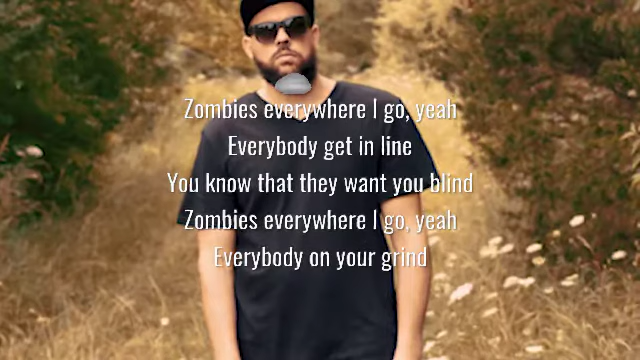 Zombies everywhere I go, yeah
Everybody get in line
You know that they want you blind
Zombies everywhere I go, yeah
Everybody on your grind